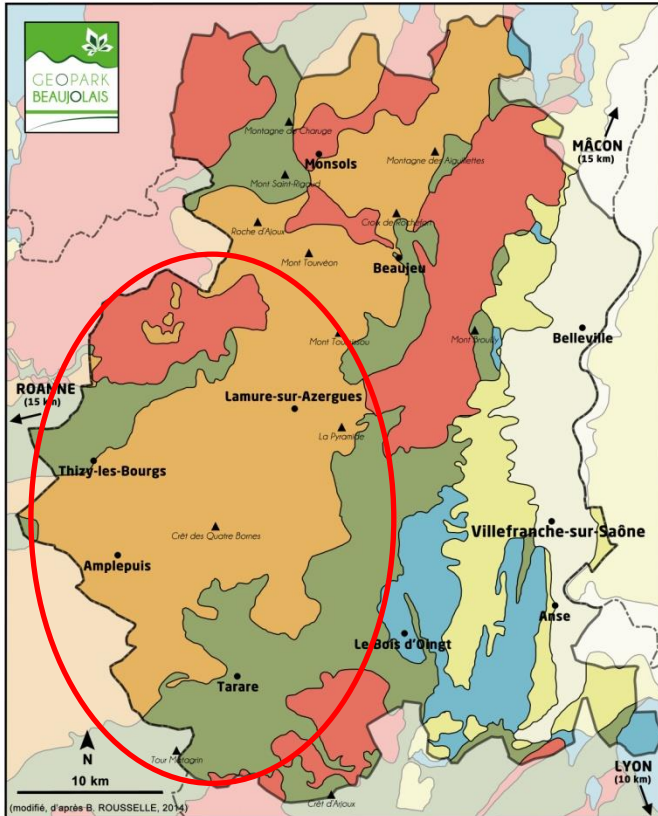 GEOPARK
BEAUJOLAIS
Montagne de Charuge
Monsols
Montagne des Aiguillettes
MÂCON
(15 km)
Mont Saint-Rigaud
Roche d'Ajoux
Croix de Rochefort
Mont Tourvéon
Beaujeu
Mont Brouilly
Belleville
ROANNE
(15 km)
Lamure-sur-Azergues
La Pyramide
Thizy-les-Bourgs
Crêt des Quatre Bornes
Villefranche-sur-Saône
Amplepuis
Anse
Le Bois d'Oingt
Tarare
Tour Matagrin
N
10 km
Crêt d'Arjoux
LYON
(10 km)
(modifié, d'après B. ROUSSELLE, 2014)